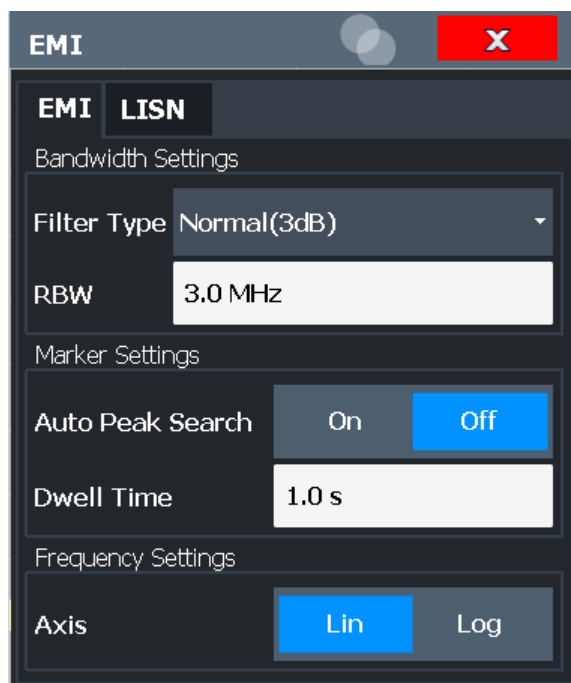 EMI
X
EMI LISN
Bandwidth Settings
Filter Type Normal(3dB)
RBW 3.0 MHz
Marker Settings
Auto Peak Search On Off
Dwell Time 1.0 s
Frequency Settings
Axis Lin Log